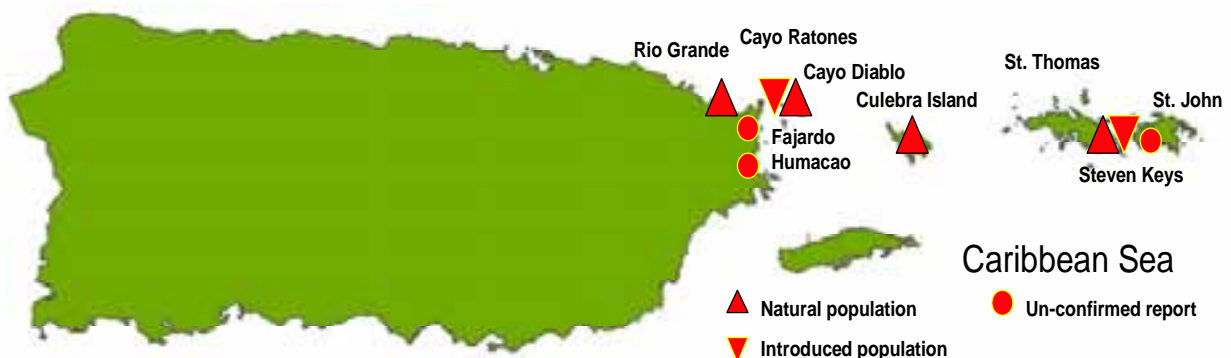 Cayo Ratones
Rio Grande
St. Thomas
Cayo Diablo
Culebra Island
St. John
Fajardo
Humacao
Steven Keys
Caribbean Sea
Natural population
Un-confirmed report
Introduced population